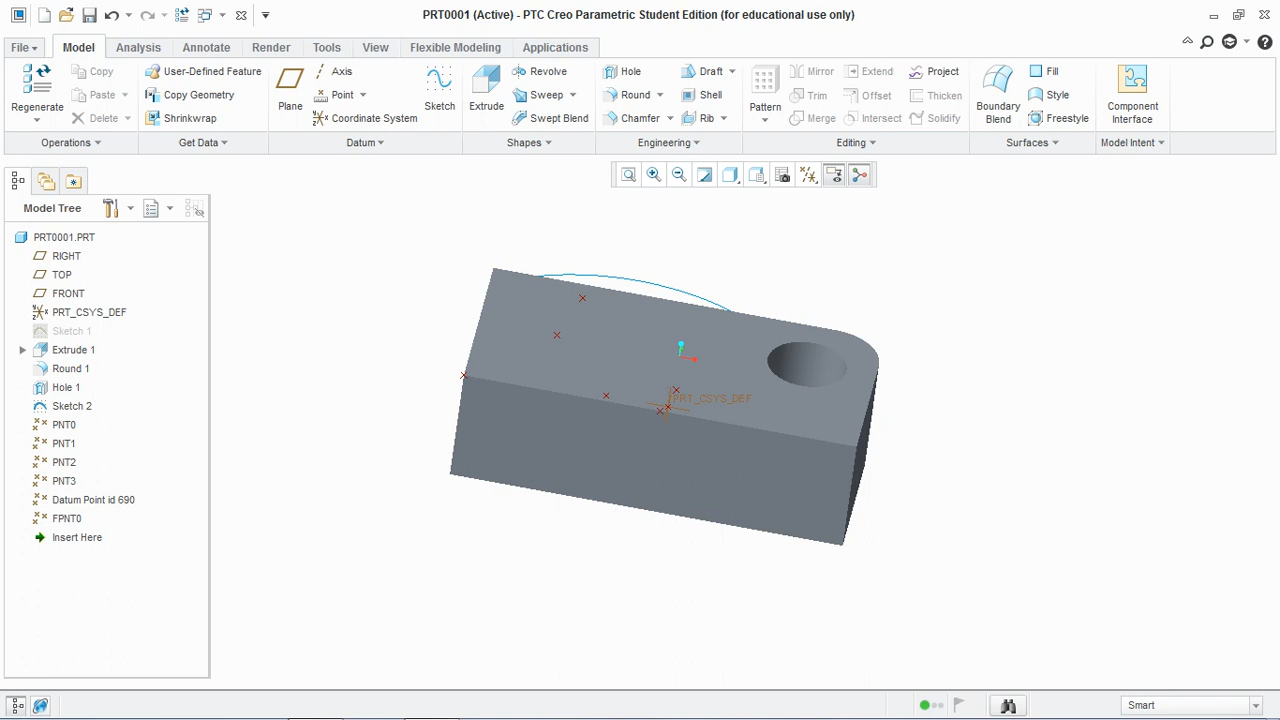 PRT0001 (Active) - PTC Creo Parametric Student Edition (for educational use only)
File Model Analysis Annotate Render Tools View Flexible Modeling Applications
Regenerate
Copy
Paste
Delete
Operations
User-Defined Feature
Copy Geometry
Shrinkwrap
Get Data
Plane
Axis
Point
Coordinate System
Sketch
Datum
Extrude
Revolve
Sweep
Swept Blend
Shapes
Hole
Round
Chamfer
Draft
Shell
Rib
Engineering
Pattern
Mirror
Trim
Merge
Extend
Offset
Intersect
Project
Thicken
Solidify
Editing
Boundary
Blend
Fill
Style
Freestyle
Surfaces
Component
Interface
Model Intent
Model Tree
PRT0001.PRT
RIGHT
TOP
FRONT
PRT_CSYS_DEF
Sketch 1
Extrude 1
Round 1
Hole 1
Sketch 2
PNT0
PNT1
PNT2
PNT3
Datum Point id 690
FPNT0
Insert Here
PRT_CSYS_DEF
Smart